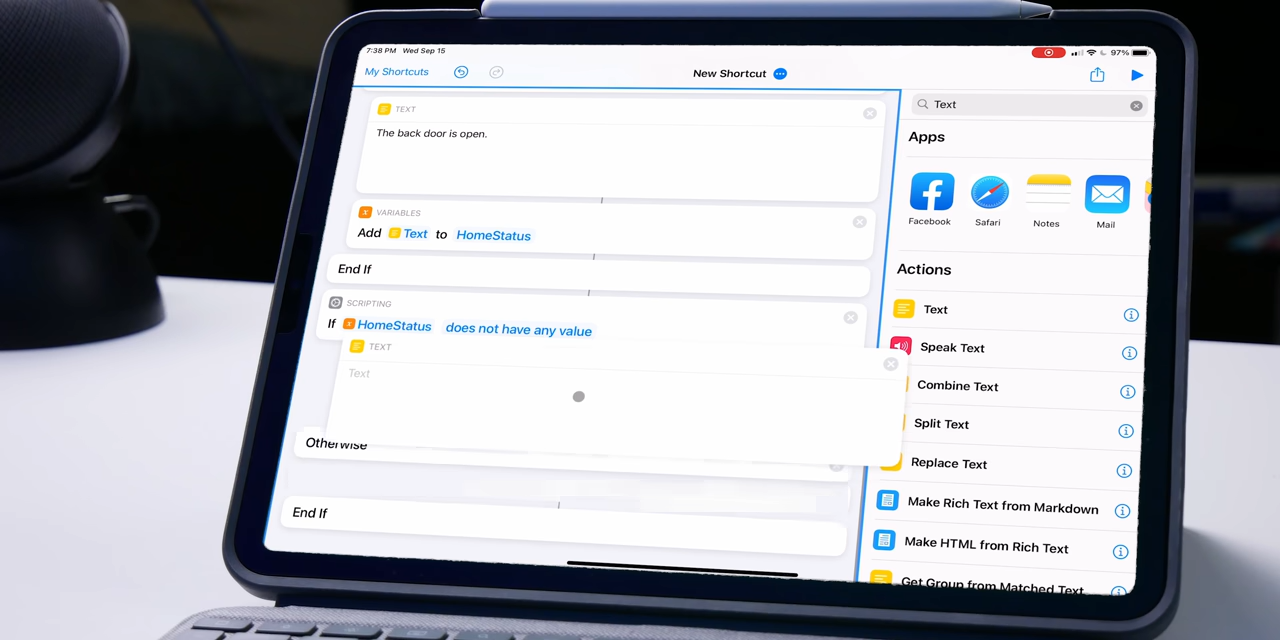 7:38 PM Wed Sep 15
97%
My Shortcuts
New Shortcut
TEXT
The back door is open.
VARIABLES
Add Text to HomeStatus
End If
SCRIPTING
If HomeStatus does not have any value
TEXT
Text
Otherwise
End If
Text
Apps
Facebook
Safari
Notes
Mail
Actions
Text
Speak Text
Combine Text
Split Text
Replace Text
Make Rich Text from Markdown
Make HTML from Rich Text
Get Group from Matched Text